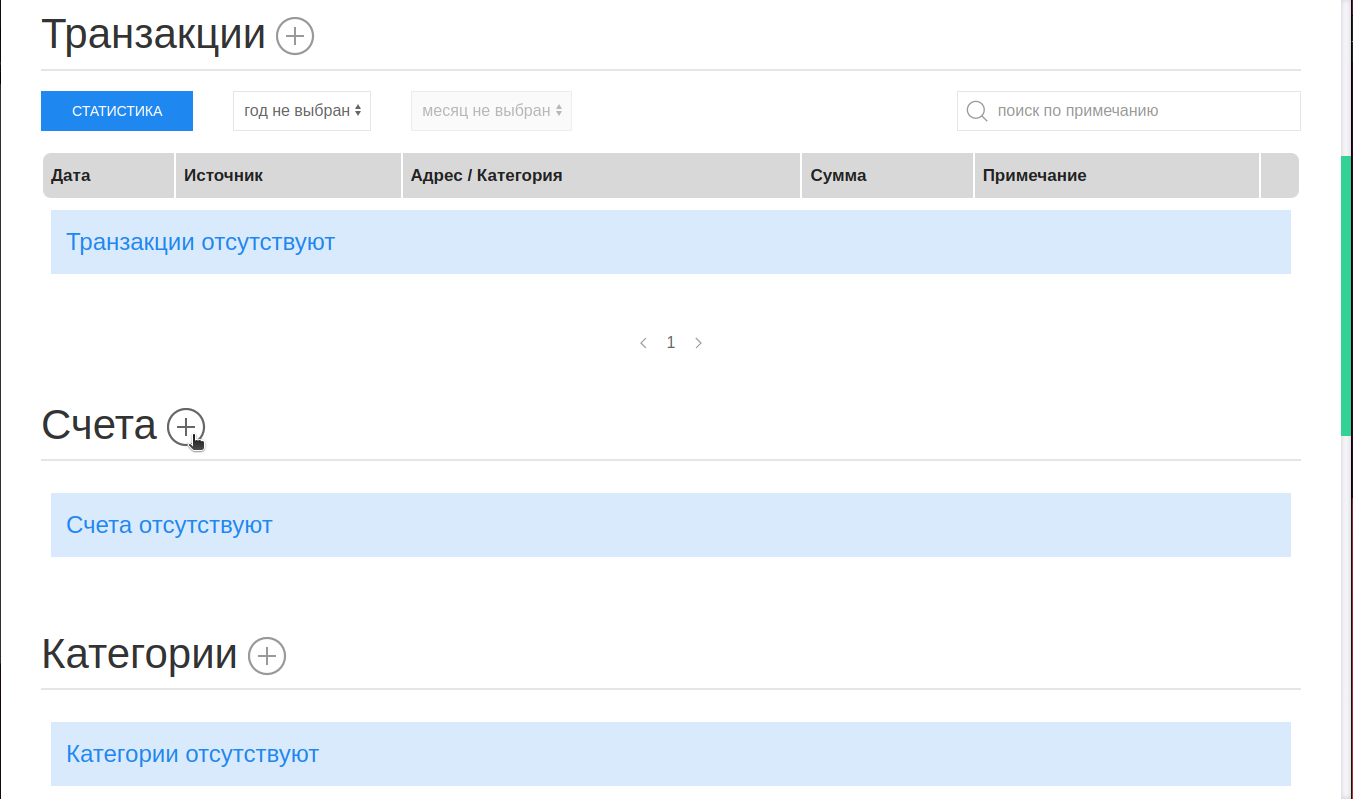 Транзакции
СТАТИСТИКА год не выбран месяц не выбран поиск по примечанию
Дата Источник Адрес / Категория Сумма Примечание
Транзакции отсутствуют
1
Счета
Счета отсутствуют
Категории
Категории отсутствуют